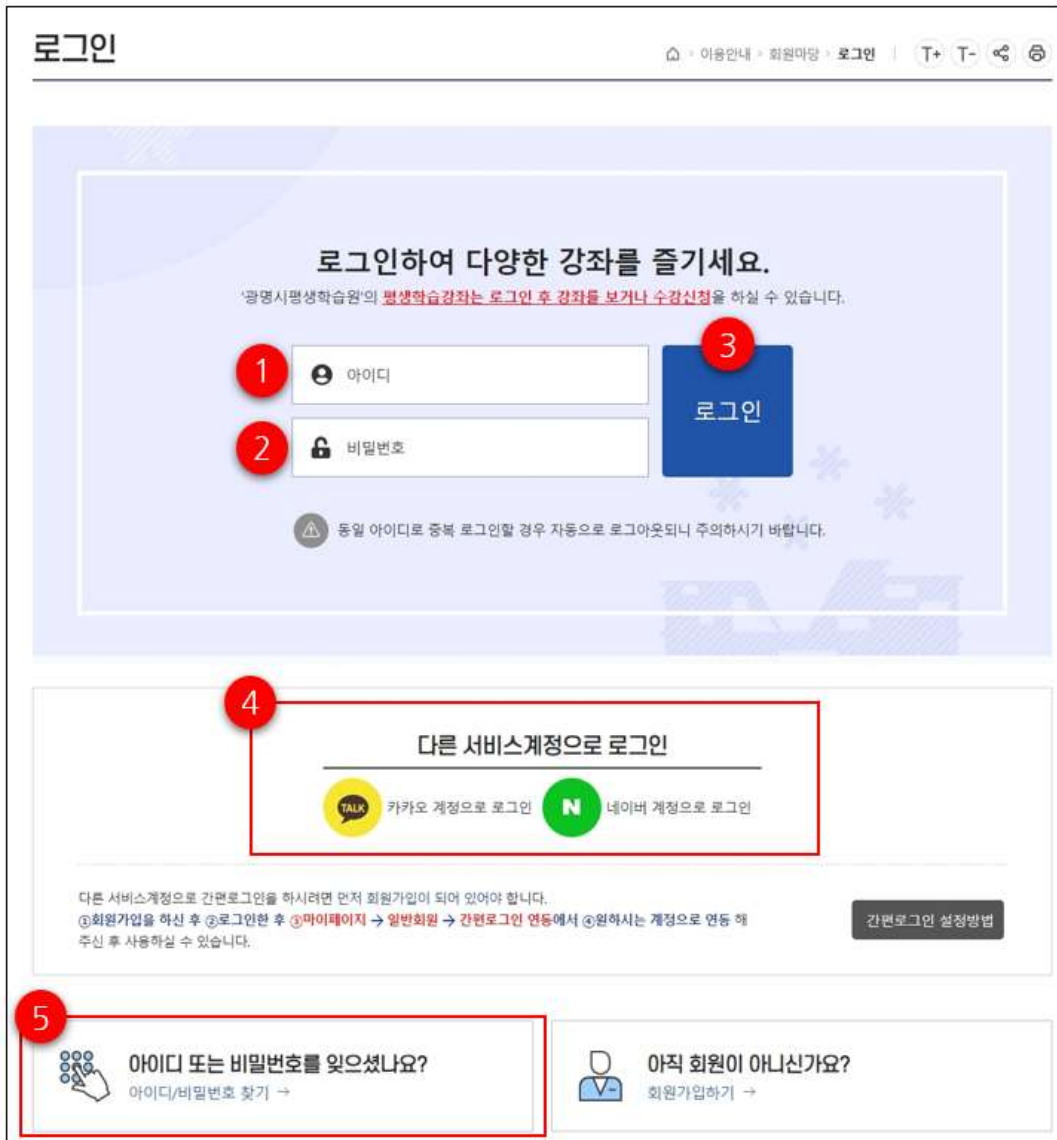 로그인
> 이용안내 > 회원마당 > 로그인 | T+ T-
로그인하여 다양한 강좌를 즐기세요.
'광명시평생학습원'의 평생학습강좌는 로그인 후 강좌를 보거나 수강신청을 하실 수 있습니다.
1 아이디
3 로그인
2 비밀번호
동일 아이디로 중복 로그인할 경우 자동으로 로그아웃되니 주의하시기 바랍니다.
4
다른 서비스계정으로 로그인
TALK 카카오 계정으로 로그인 N 네이버 계정으로 로그인
다른 서비스계정으로 간편로그인을 하시려면 먼저 회원가입이 되어 있어야 합니다.
①회원가입을 하신 후 ②로그인한 후 ③마이페이지 → 일반회원 → 간편로그인 연동에서 ④원하시는 계정으로 연동 해
주신 후 사용하실 수 있습니다.
간편로그인 설정방법
5
아이디 또는 비밀번호를 잊으셨나요?
아이디/비밀번호 찾기 →
아직 회원이 아니신가요?
회원가입하기 →